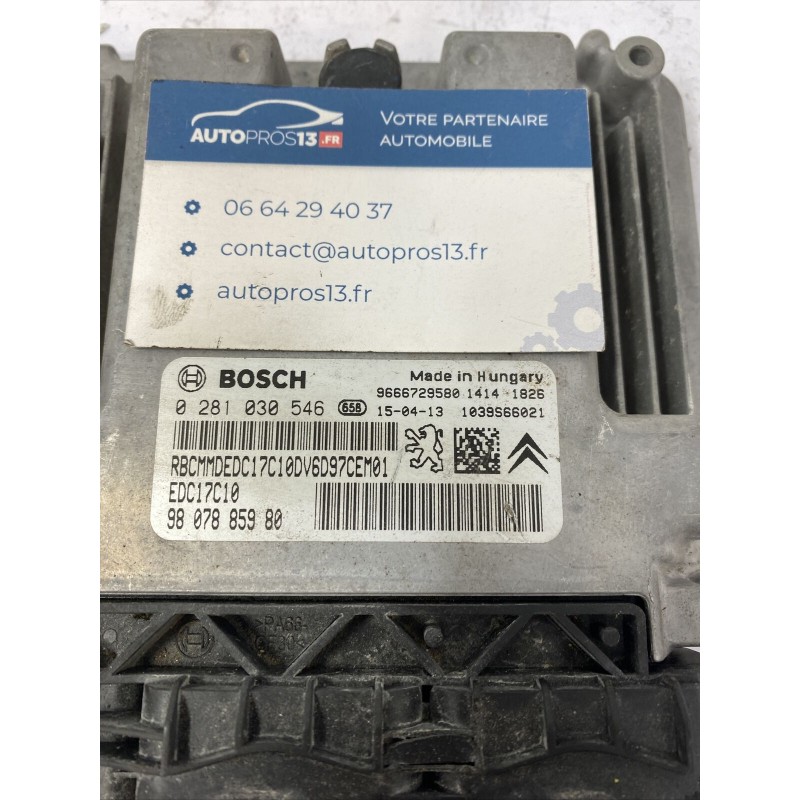 AUTOPROS13.FR
VOTRE PARTENAIRE
AUTOMOBILE
06 64 29 40 37
contact@autopros13.fr
autopros13.fr
BOSCH
Made in Hungary
9666729580 1414 1826
0 281 030 546 658 15-04-13 1039S66021
RBCMMDEDC17C10DV6D97CEM01
EDC17C10
98 078 859 80
>PA66-